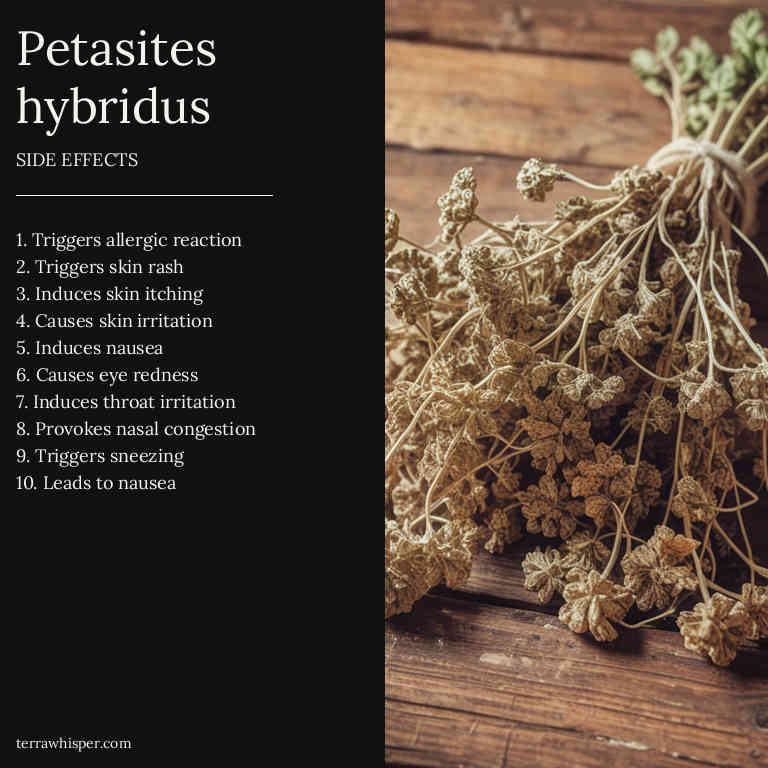 Petasites
hybridus
SIDE EFFECTS
1. Triggers allergic reaction
2. Triggers skin rash
3. Induces skin itching
4. Causes skin irritation
5. Induces nausea
6. Causes eye redness
7. Induces throat irritation
8. Provokes nasal congestion
9. Triggers sneezing
10. Leads to nausea
terrawhisper.com